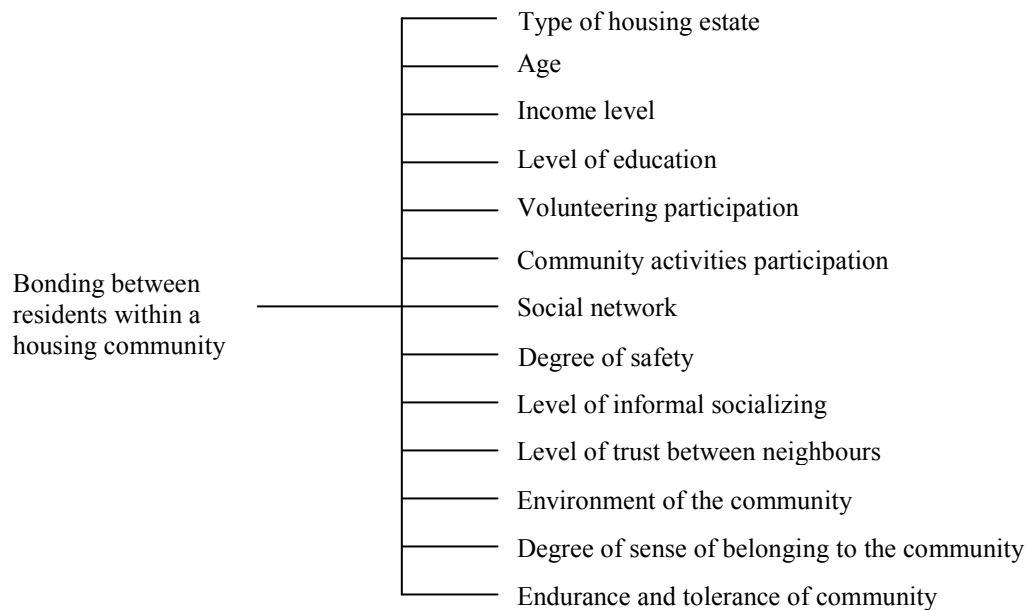 Type of housing estate
Age
Income level
Level of education
Volunteering participation
Community activities participation
Bonding between
residents within a
housing community
Social network
Degree of safety
Level of informal socializing
Level of trust between neighbours
Environment of the community
Degree of sense of belonging to the community
Endurance and tolerance of community